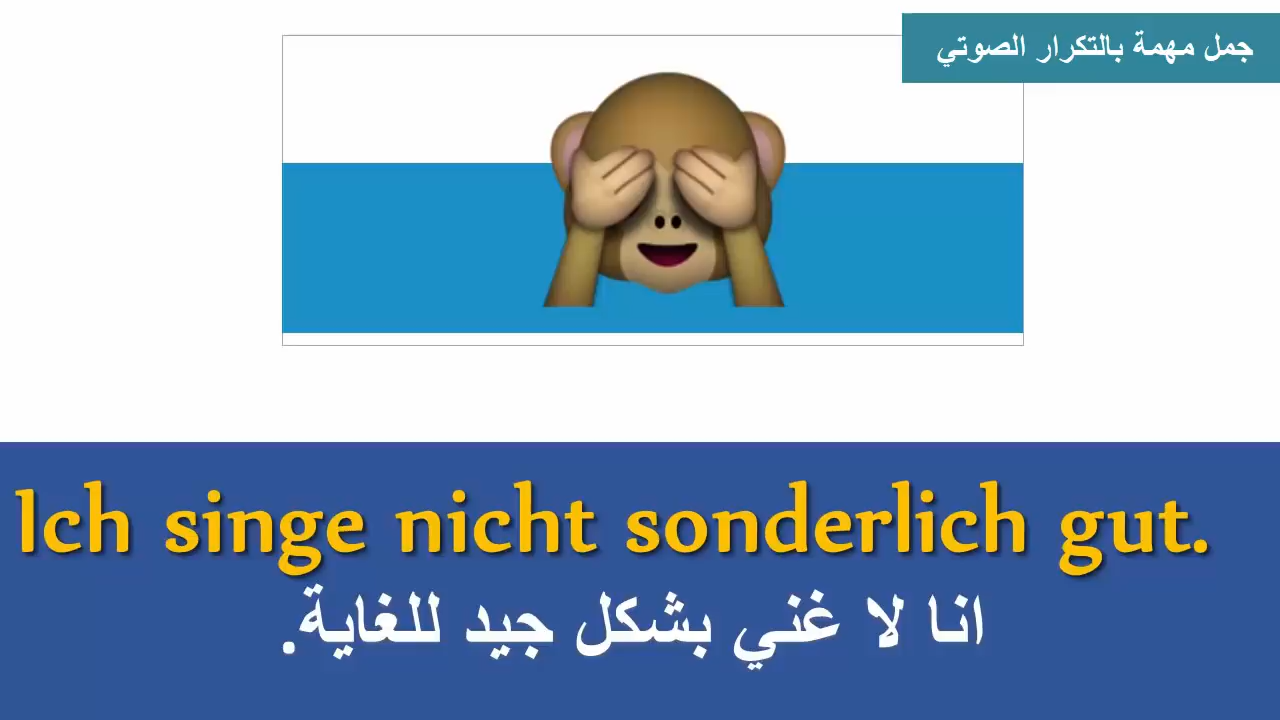 جمل مهمة بالتكرار الصوتي
Ich singe nicht sonderlich gut.
انا لا غني بشكل جيد للغاية.